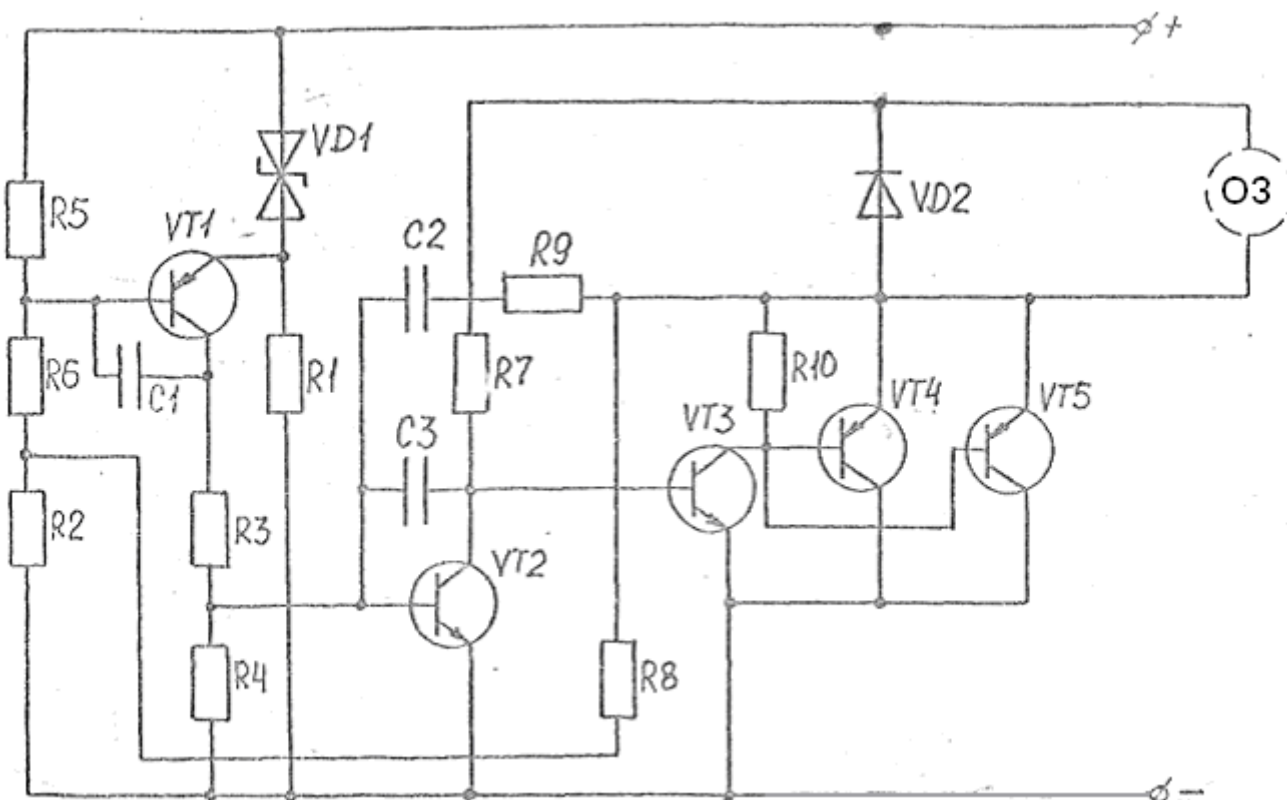 +
VD1
O3
R5
VT1
VD2
C2
R9
R6
C1
R1
R7
R10
VT4
VT5
VT3
C3
R2
R3
VT2
R4
R8
−